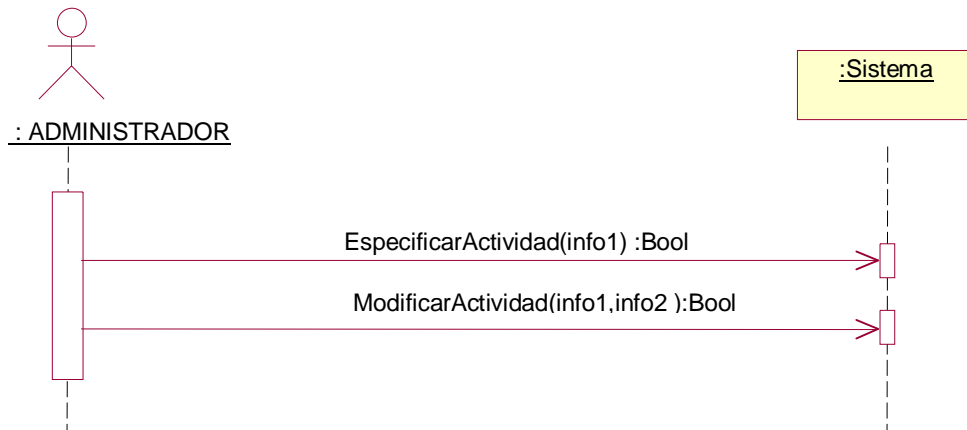 :Sistema
: ADMINISTRADOR
EspecificarActividad(info1) :Bool
ModificarActividad(info1,info2 ):Bool